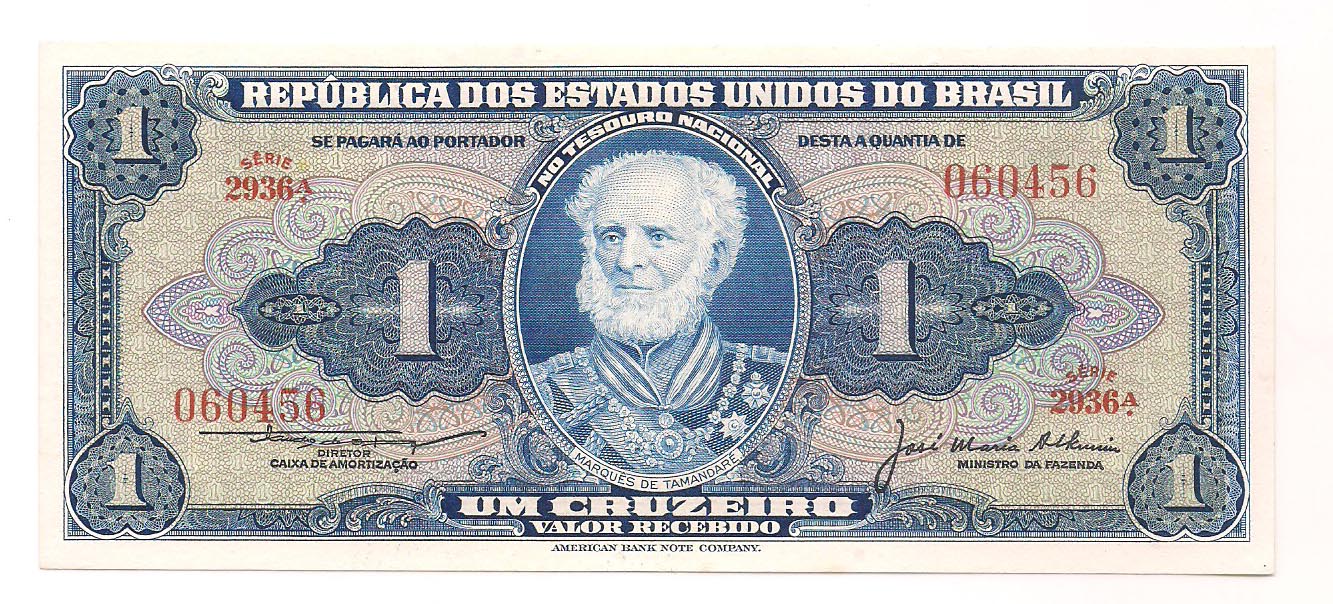 REPÚBLICA DOS ESTADOS UNIDOS DO BRASIL
1
1
SE PAGARÁ AO PORTADOR
NO TESOURO NACIONAL
DESTA A QUANTIA DE
SÉRIE
2936A
060456
1
1
1
1
060456
SÉRIE
2936A
DIRETOR
CAIXA DE AMORTIZAÇÃO
José Maria
MINISTRO DA FAZENDA
MARQUÊS DE TAMANDARÉ
1
1
UM CRUZEIRO
VALOR RECEBIDO
AMERICAN BANK NOTE COMPANY.